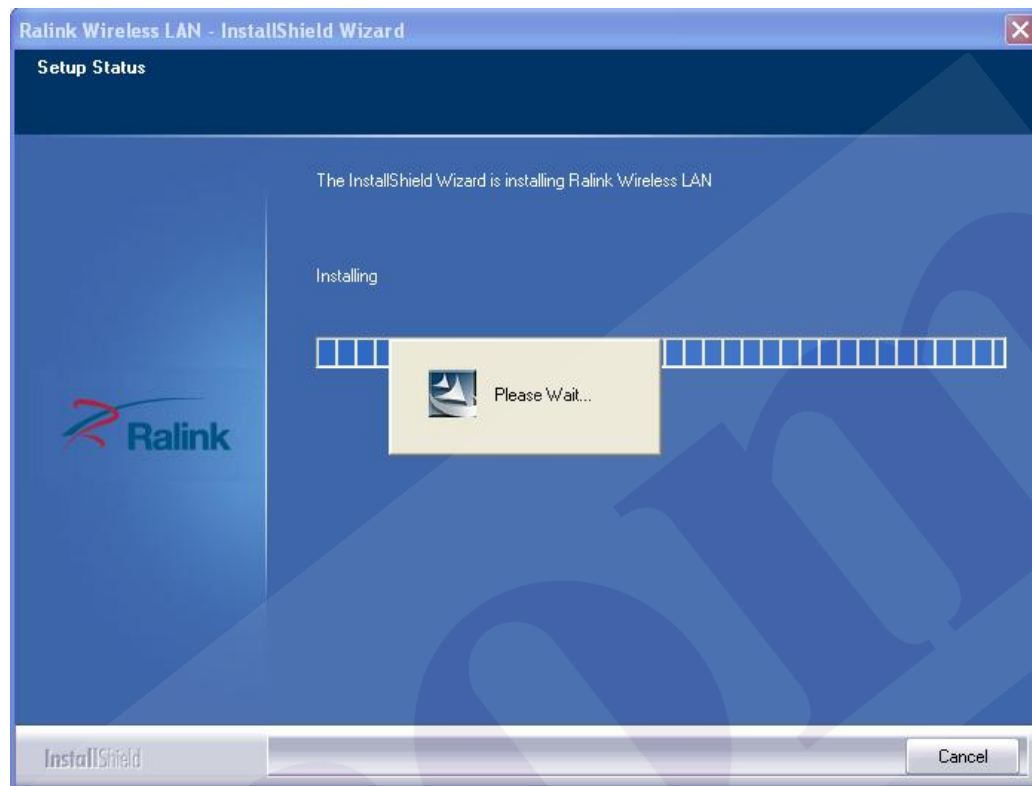 Ralink Wireless LAN - InstallShield Wizard
Setup Status
The InstallShield Wizard is installing Ralink Wireless LAN
Installing
Please Wait...
Ralink
InstallShield
Cancel